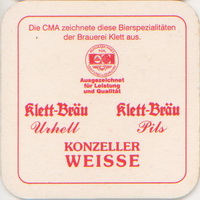 Die CMA zeichnete diese Bierspezialitäten
der Brauerei Klett aus.
Ausgezeichnet
für Leistung
und Qualität
Klett-Bräu Klett-Bräu
Urhell Pils
KONZELLER
WEISSE